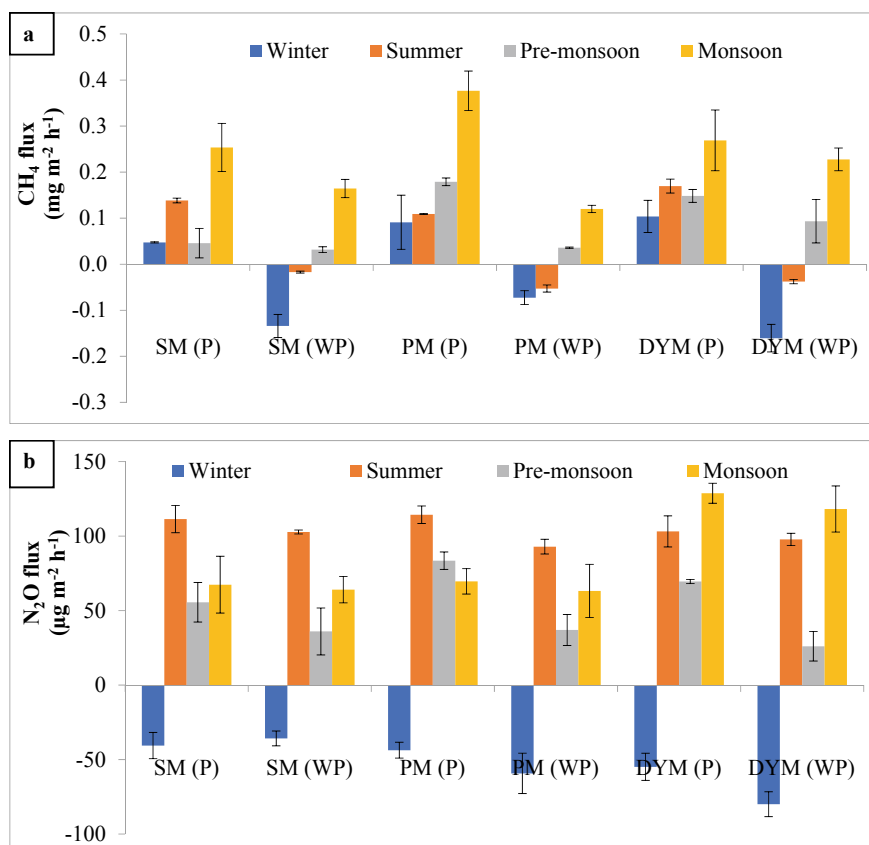 a
Winter Summer Pre-monsoon Monsoon
CH₄ flux
(mg m⁻² h⁻¹)
0.5
0.4
0.3
0.2
0.1
0.0
-0.1
-0.2
-0.3
SM (P) SM (WP) PM (P) PM (WP) DYM (P) DYM (WP)
b
Winter Summer Pre-monsoon Monsoon
N₂O flux
(µg m⁻² h⁻¹)
150
100
50
0
-50
-100
SM (P) SM (WP) PM (P) PM (WP) DYM (P) DYM (WP)